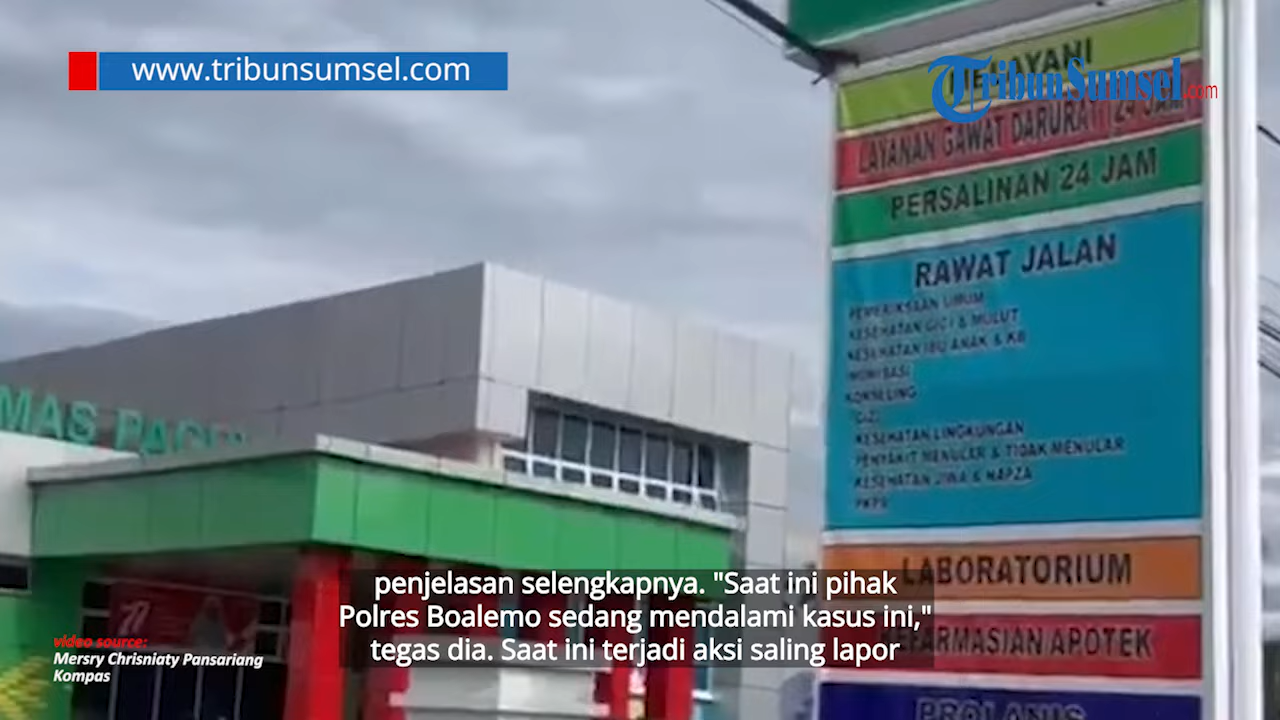 www.tribunsumsel.com
MELAYANI
TribunSumsel.com
LAYANAN GAWAT DARURAT 24 JAM
PERSALINAN 24 JAM
RAWAT JALAN
PEMERIKSAAN UMUM
KESEHATAN GIGI & MULUT
KESEHATAN IBU ANAK & KB
IMUNISASI
KONSELING
GIZI
KESEHATAN LINGKUNGAN
PENYAKIT MENULAR & TIDAK MENULAR
KESEHATAN JIWA & NAPZA
MAS PAGU
LABORATORIUM
KEFARMASIAN APOTEK
PROLANIS
penjelasan selengkapnya. "Saat ini pihak
Polres Boalemo sedang mendalami kasus ini,"
tegas dia. Saat ini terjadi aksi saling lapor
video source:
Mersry Chrisniaty Pansariang
Kompas